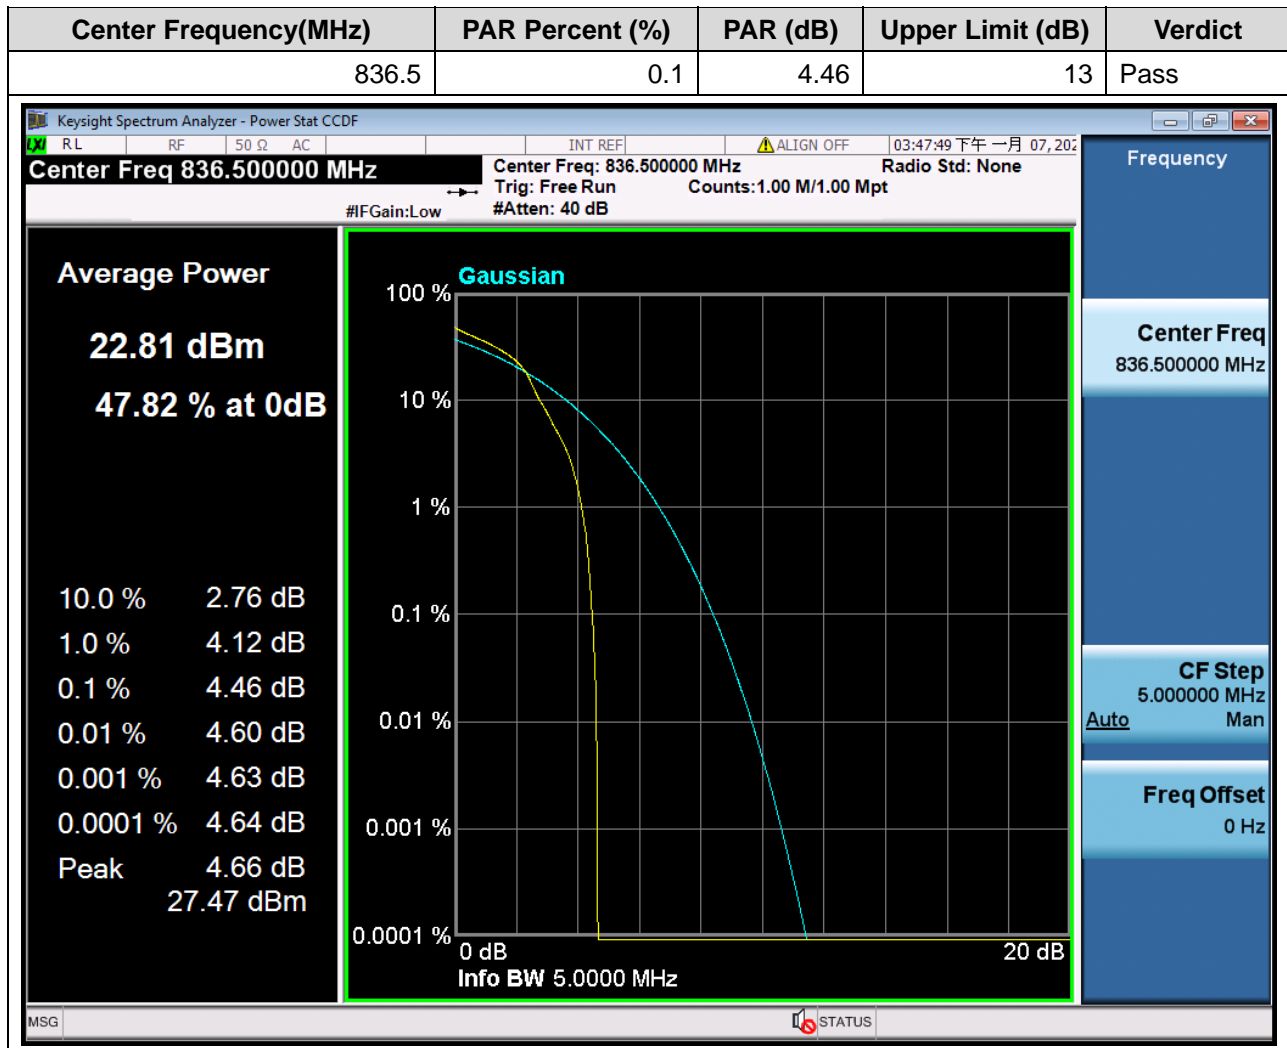 Center Frequency(MHz) PAR Percent (%) PAR (dB) Upper Limit (dB) Verdict
836.5 0.1 4.46 13 Pass
Keysight Spectrum Analyzer - Power Stat CCDF
LXI RL RF 50 Ω AC INT REF ALIGN OFF 03:47:49 下午 一月 07, 202
Center Freq 836.500000 MHz
Center Freq: 836.500000 MHz Radio Std: None
Trig: Free Run Counts:1.00 M/1.00 Mpt
#IFGain:Low #Atten: 40 dB
Average Power
22.81 dBm
47.82 % at 0dB
10.0 % 2.76 dB
1.0 % 4.12 dB
0.1 % 4.46 dB
0.01 % 4.60 dB
0.001 % 4.63 dB
0.0001 % 4.64 dB
Peak 4.66 dB
27.47 dBm
Gaussian
100 %
10 %
1 %
0.1 %
0.01 %
0.001 %
0.0001 %
0 dB 20 dB
Info BW 5.0000 MHz
Frequency
Center Freq
836.500000 MHz
CF Step
5.000000 MHz
Auto Man
Freq Offset
0 Hz
MSG STATUS